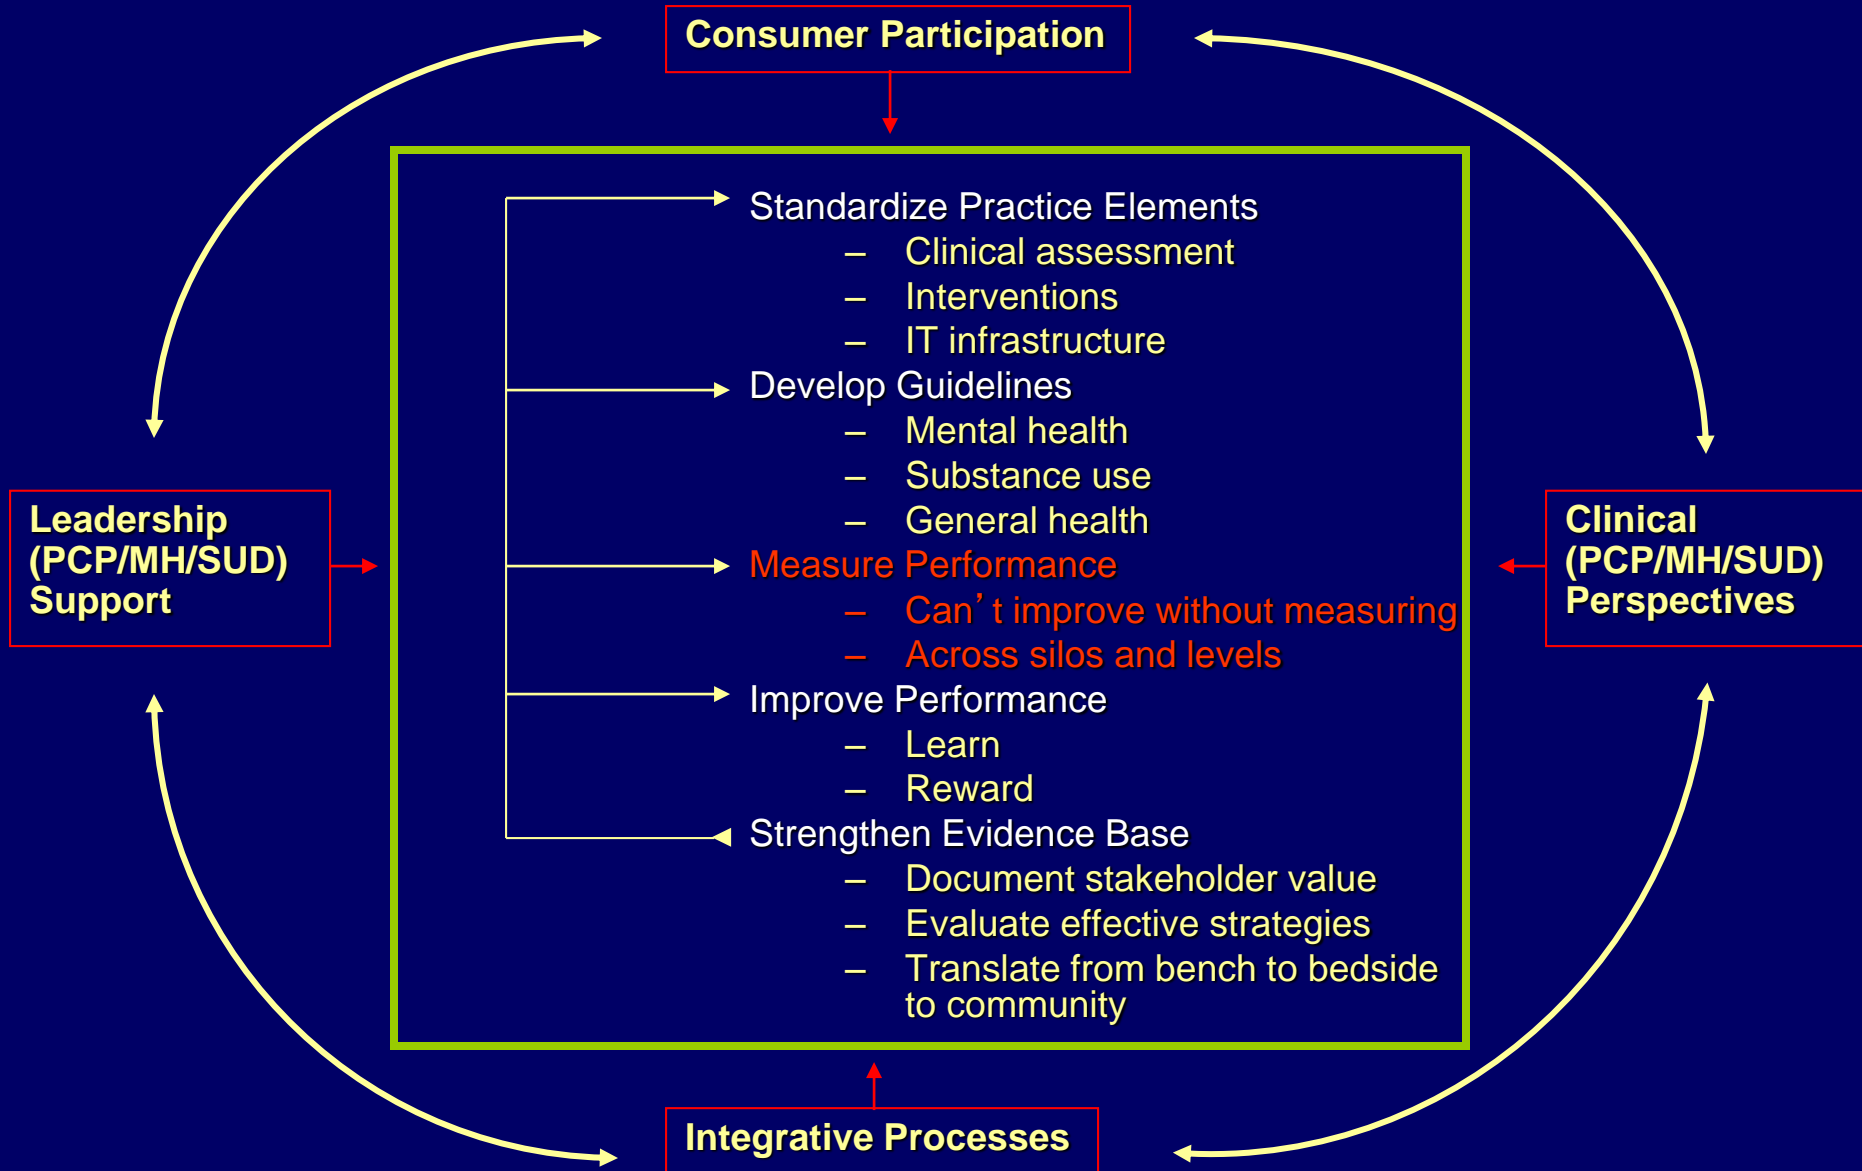 Consumer Participation
Standardize Practice Elements
– Clinical assessment
– Interventions
– IT infrastructure
Develop Guidelines
– Mental health
– Substance use
– General health
Measure Performance
– Can’t improve without measuring
– Across silos and levels
Improve Performance
– Learn
– Reward
Strengthen Evidence Base
– Document stakeholder value
– Evaluate effective strategies
– Translate from bench to bedside
to community
Leadership
(PCP/MH/SUD)
Support
Clinical
(PCP/MH/SUD)
Perspectives
Integrative Processes